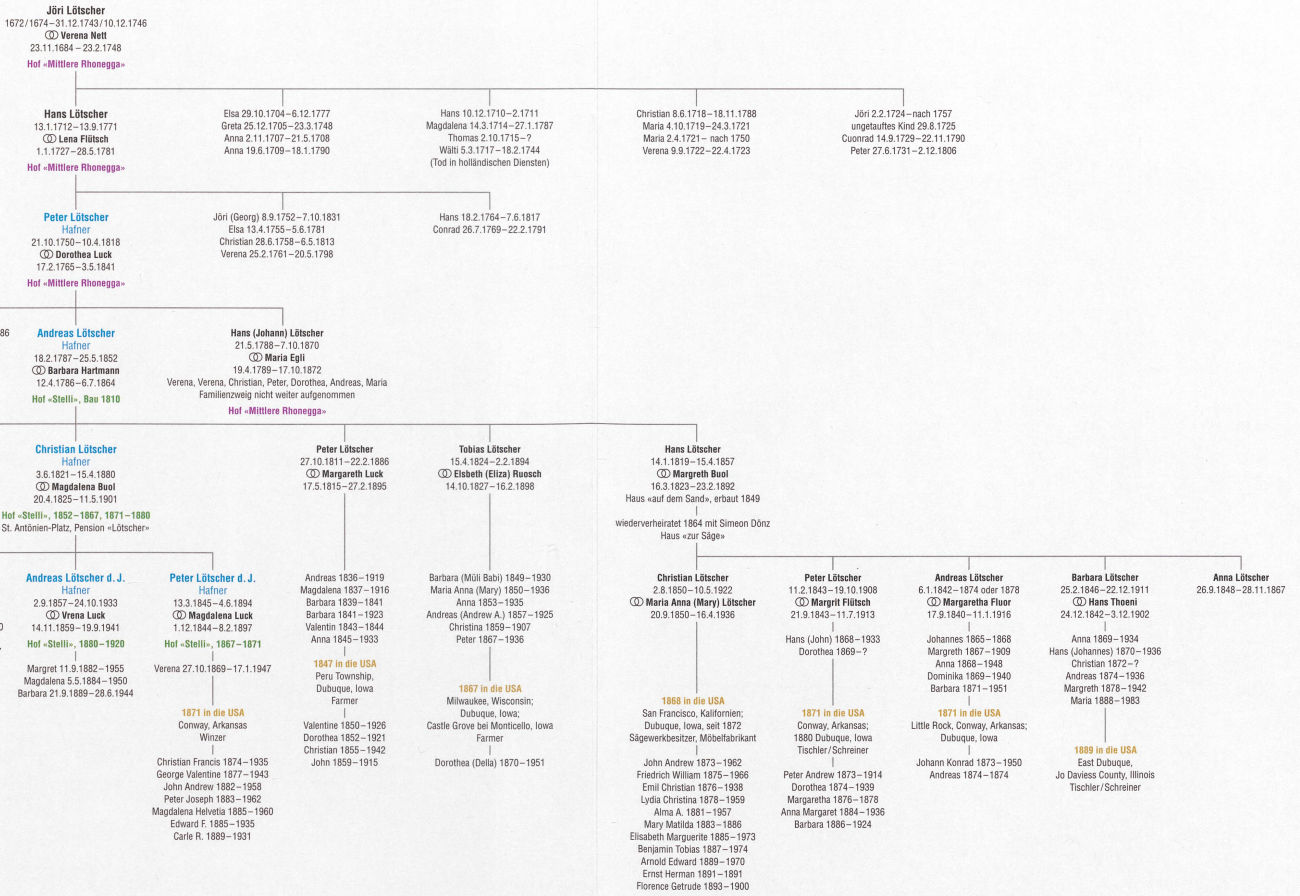 Jöri Lötscher
1672/1674–31.12.1743/10.12.1746
⚭ Verena Nett
23.11.1684–23.2.1748
Hof «Mittlere Rhonegga»
Hans Lötscher
13.1.1712–13.9.1771
⚭ Lena Flütsch
1.1.1727–28.5.1781
Hof «Mittlere Rhonegga»
Elsa 29.10.1704–6.12.1777
Greta 25.12.1705–23.3.1748
Anna 2.11.1707–21.5.1708
Anna 19.6.1709–18.1.1790
Hans 10.12.1710–2.1711
Magdalena 14.3.1714–27.1.1787
Thomas 2.10.1715–?
Wälti 5.3.1717–18.2.1744
(Tod in holländischen Diensten)
Christian 8.6.1718–18.11.1788
Maria 4.10.1719–24.3.1721
Maria 2.4.1721– nach 1750
Verena 9.9.1722–22.4.1723
Jöri 2.2.1724–nach 1757
ungetauftes Kind 29.8.1725
Cuonrad 14.9.1729–22.11.1790
Peter 27.6.1731–2.12.1806
Peter Lötscher
Hafner
21.10.1750–10.4.1818
⚭ Dorothea Luck
17.2.1765–3.5.1841
Hof «Mittlere Rhonegga»
Jöri (Georg) 8.9.1752–7.10.1831
Elsa 13.4.1755–5.6.1781
Christian 28.6.1758–6.5.1813
Verena 25.2.1761–20.5.1798
Hans 18.2.1764–7.6.1817
Conrad 26.7.1769–22.2.1791
86
Andreas Lötscher
Hafner
18.2.1787–25.5.1852
⚭ Barbara Hartmann
12.4.1786–6.7.1864
Hof «Stelli», Bau 1810
Hans (Johann) Lötscher
21.5.1788–7.10.1870
⚭ Maria Egli
19.4.1789–17.10.1872
Verena, Verena, Christian, Peter, Dorothea, Andreas, Maria
Familienzweig nicht weiter aufgenommen
Hof «Mittlere Rhonegga»
Christian Lötscher
Hafner
3.6.1821–15.4.1880
⚭ Magdalena Buol
20.4.1825–11.5.1901
Hof «Stelli», 1852–1867, 1871–1880
St. Antönien-Platz, Pension «Lötscher»
Peter Lötscher
27.10.1811–22.2.1886
⚭ Margareth Luck
17.5.1815–27.2.1895
Tobias Lötscher
15.4.1824–2.2.1894
⚭ Elsbeth (Eliza) Ruosch
14.10.1827–16.2.1898
Hans Lötscher
14.1.1819–15.4.1857
⚭ Margreth Buol
16.3.1823–23.2.1892
Haus «auf dem Sand», erbaut 1849
wiederverheiratet 1864 mit Simeon Dönz
Haus «zur Säge»
Andreas Lötscher d. J.
Hafner
2.9.1857–24.10.1933
⚭ Vrena Luck
14.11.1859–19.9.1941
Hof «Stelli», 1880–1920
Margret 11.9.1882–1955
Magdalena 5.5.1884–1950
Barbara 21.9.1889–28.6.1944
Peter Lötscher d. J.
Hafner
13.3.1845–4.6.1894
⚭ Magdalena Luck
1.12.1844–8.2.1897
Hof «Stelli», 1867–1871
Verena 27.10.1869–17.1.1947
1871 in die USA
Conway, Arkansas
Winzer
Christian Francis 1874–1935
George Valentine 1877–1943
John Andrew 1882–1958
Peter Joseph 1883–1962
Magdalena Helvetia 1885–1960
Edward F. 1885–1935
Carle R. 1889–1931
Andreas 1836–1919
Magdalena 1837–1916
Barbara 1839–1841
Barbara 1841–1923
Valentin 1843–1844
Anna 1845–1933
1847 in die USA
Peru Township,
Dubuque, Iowa
Farmer
Valentine 1850–1926
Dorothea 1852–1921
Christian 1855–1942
John 1859–1915
Barbara (Müli Babi) 1849–1930
Maria Anna (Mary) 1850–1936
Anna 1853–1935
Andreas (Andrew A.) 1857–1925
Christina 1859–1907
Peter 1867–1936
1867 in die USA
Milwaukee, Wisconsin;
Dubuque, Iowa;
Castle Grove bei Monticello, Iowa
Farmer
Dorothea (Della) 1870–1951
Christian Lötscher
2.8.1850–10.5.1922
⚭ Maria Anna (Mary) Lötscher
20.9.1850–16.4.1936
1868 in die USA
San Francisco, Kalifornien;
Dubuque, Iowa, seit 1872
Sägewerkbesitzer, Möbelfabrikant
John Andrew 1873–1962
Friedrich William 1875–1966
Emil Christian 1876–1938
Lydia Christina 1878–1959
Alma A. 1881–1957
Mary Matilda 1883–1886
Elisabeth Marguerite 1885–1973
Benjamin Tobias 1887–1974
Arnold Edward 1889–1970
Ernst Herman 1891–1891
Florence Getrude 1893–1900
Peter Lötscher
11.2.1843–19.10.1908
⚭ Margrit Flütsch
21.9.1843–11.7.1913
Hans (John) 1868–1933
Dorothea 1869–?
1871 in die USA
Conway, Arkansas;
1880 Dubuque, Iowa
Tischler/Schreiner
Peter Andrew 1873–1914
Dorothea 1874–1939
Margaretha 1876–1878
Anna Margaret 1884–1936
Barbara 1886–1924
Andreas Lötscher
6.1.1842–1874 oder 1878
⚭ Margaretha Fluor
17.9.1840–11.1.1916
Johannes 1865–1868
Margreth 1867–1909
Anna 1868–1948
Dominika 1869–1940
Barbara 1871–1951
1871 in die USA
Little Rock, Conway, Arkansas;
Dubuque, Iowa
Johann Konrad 1873–1950
Andreas 1874–1874
Barbara Lötscher
25.2.1846–22.12.1911
⚭ Hans Thoeni
24.12.1842–3.12.1902
Anna 1869–1934
Hans (Johannes) 1870–1936
Christian 1872–?
Andreas 1874–1936
Margreth 1878–1942
Maria 1888–1983
1889 in die USA
East Dubuque,
Jo Daviess County, Illinois
Tischler/Schreiner
Anna Lötscher
26.9.1848–28.11.1867